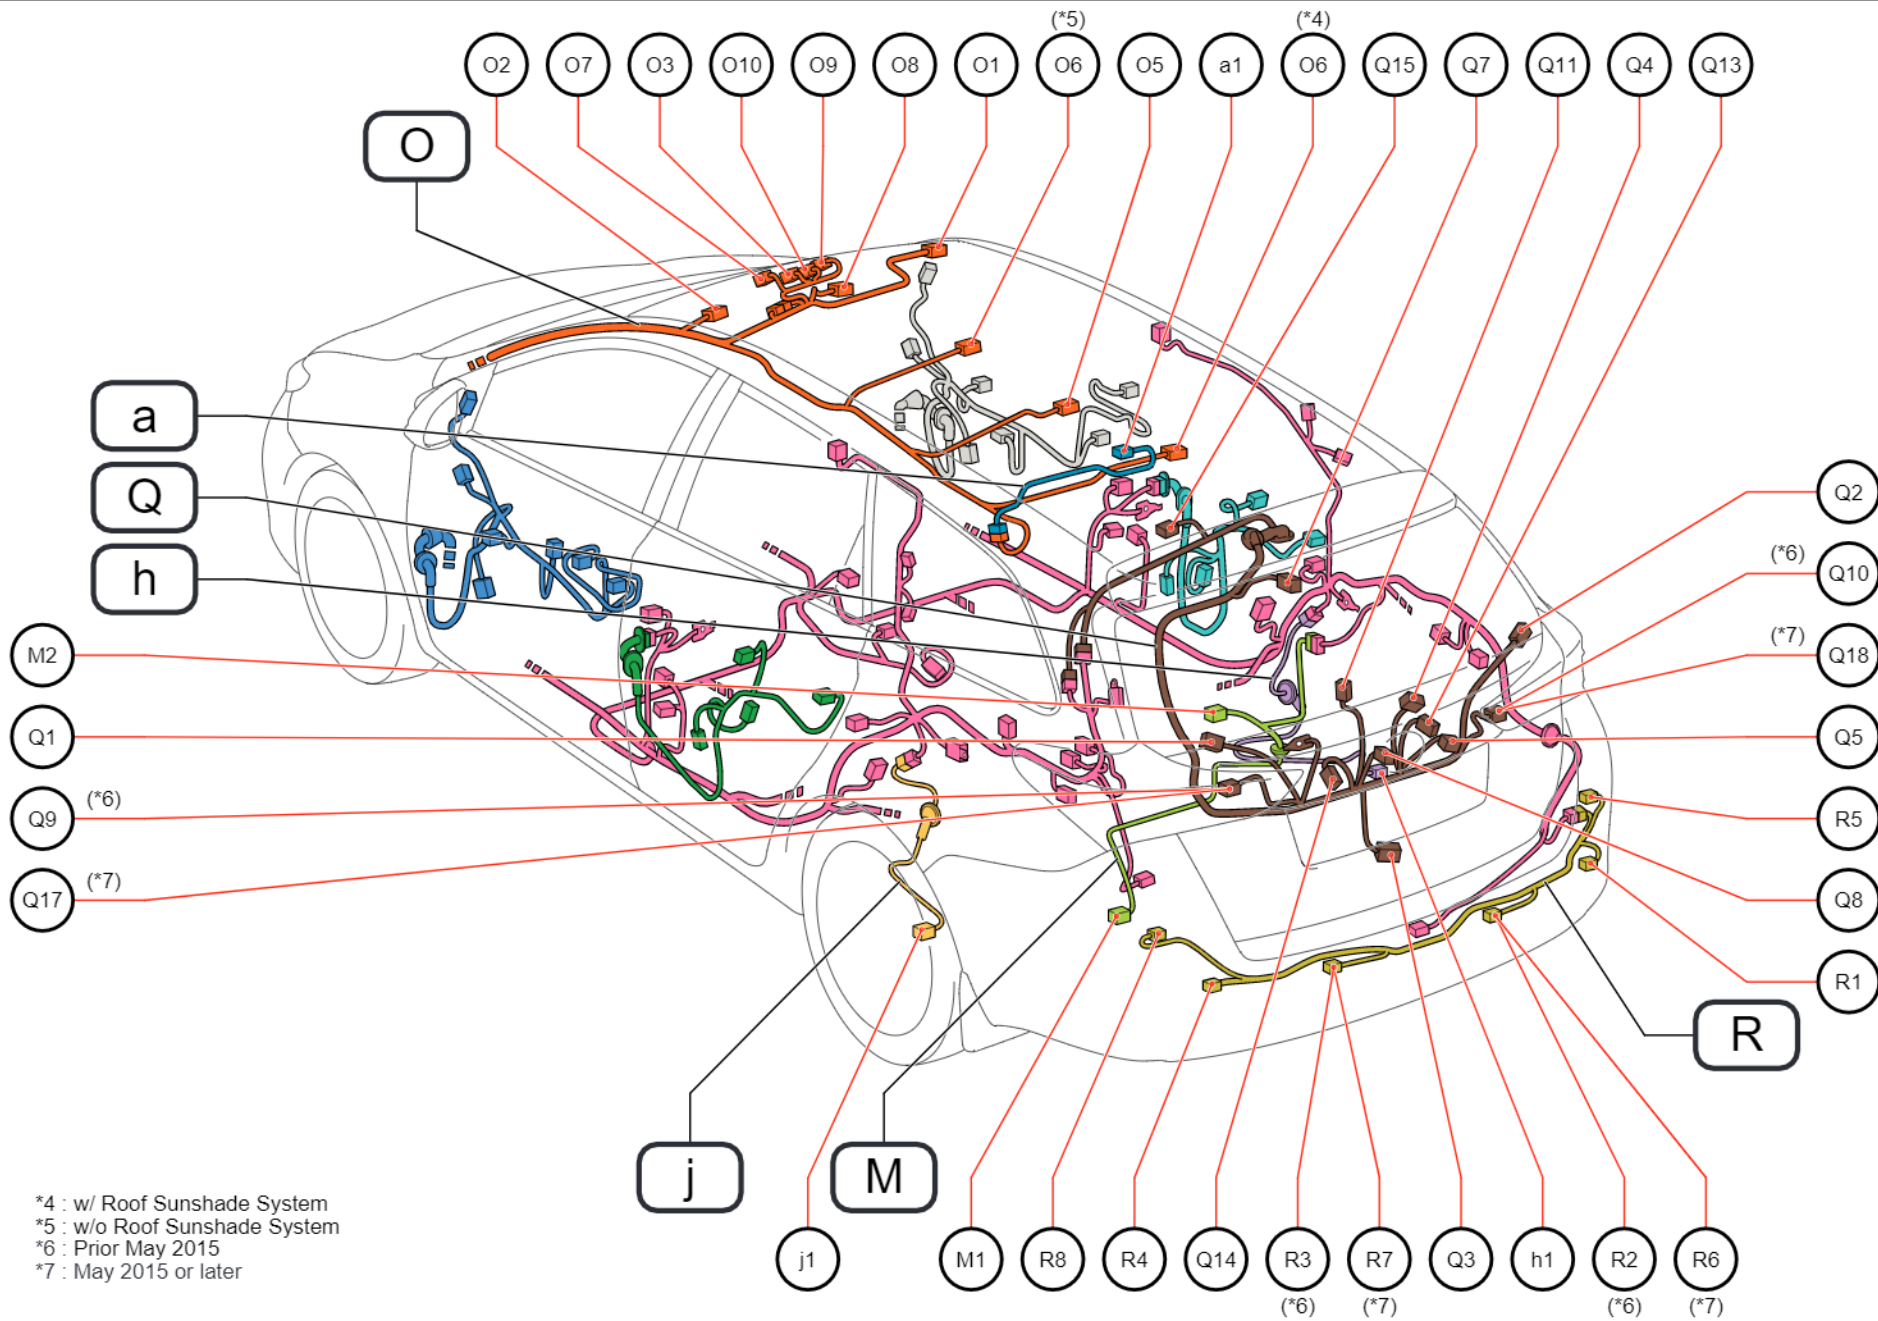 (*5) (*4)
O2 O7 O3 O10 O9 O8 O1 O6 O5 a1 O6 Q15 Q7 Q11 Q4 Q13
O
a
Q
h
Q2
(*6)
Q10
(*7)
Q18
M2
Q1
Q5
(*6)
Q9
R5
(*7)
Q17
Q8
R1
R
j
M
*4 : w/ Roof Sunshade System
*5 : w/o Roof Sunshade System
*6 : Prior May 2015
*7 : May 2015 or later
j1 M1 R8 R4 Q14 R3 R7 Q3 h1 R2 R6
(*6) (*7) (*6) (*7)